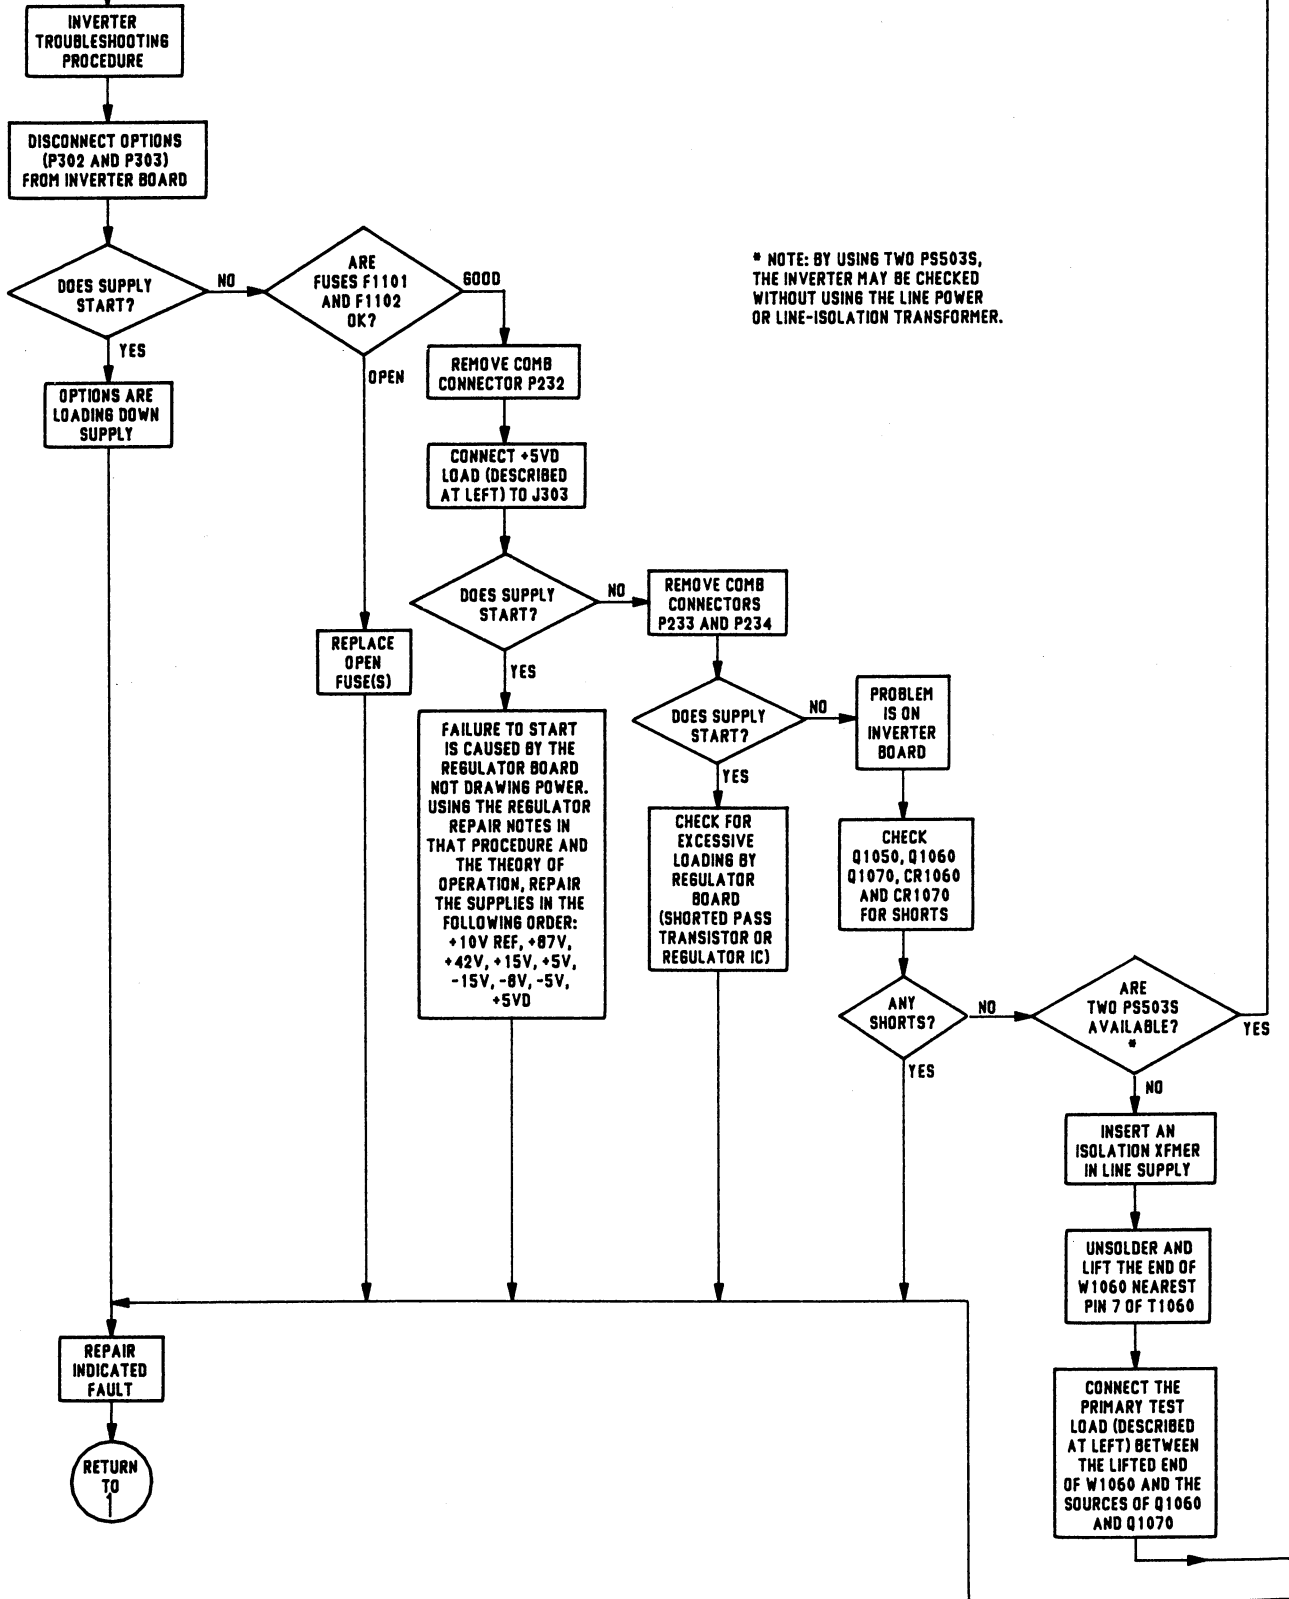 INVERTER
TROUBLESHOOTING
PROCEDURE
DISCONNECT OPTIONS
(P302 AND P303)
FROM INVERTER BOARD
DOES SUPPLY
START?
NO
YES
OPTIONS ARE
LOADING DOWN
SUPPLY
ARE
FUSES F1101
AND F1102
OK?
GOOD
OPEN
REPLACE
OPEN
FUSE(S)
REMOVE COMB
CONNECTOR P232
CONNECT +5VD
LOAD (DESCRIBED
AT LEFT) TO J303
DOES SUPPLY
START?
NO
YES
FAILURE TO START
IS CAUSED BY THE
REGULATOR BOARD
NOT DRAWING POWER.
USING THE REGULATOR
REPAIR NOTES IN
THAT PROCEDURE AND
THE THEORY OF
OPERATION, REPAIR
THE SUPPLIES IN THE
FOLLOWING ORDER:
+10V REF, +87V,
+42V, +15V, +5V,
-15V, -8V, -5V,
+5VD
REMOVE COMB
CONNECTORS
P233 AND P234
DOES SUPPLY
START?
NO
YES
CHECK FOR
EXCESSIVE
LOADING BY
REGULATOR
BOARD
(SHORTED PASS
TRANSISTOR OR
REGULATOR IC)
PROBLEM
IS ON
INVERTER
BOARD
CHECK
Q1050, Q1060
Q1070, CR1060
AND CR1070
FOR SHORTS
ANY
SHORTS?
NO
YES
* NOTE: BY USING TWO PS503S,
THE INVERTER MAY BE CHECKED
WITHOUT USING THE LINE POWER
OR LINE-ISOLATION TRANSFORMER.
ARE
TWO PS503S
AVAILABLE?
*
YES
NO
INSERT AN
ISOLATION XFMER
IN LINE SUPPLY
UNSOLDER AND
LIFT THE END OF
W1060 NEAREST
PIN 7 OF T1060
CONNECT THE
PRIMARY TEST
LOAD (DESCRIBED
AT LEFT) BETWEEN
THE LIFTED END
OF W1060 AND THE
SOURCES OF Q1060
AND Q1070
REPAIR
INDICATED
FAULT
RETURN
TO
1